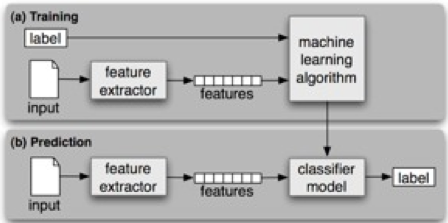 (a) Training
label
input
feature
extractor
features
machine
learning
algorithm
(b) Prediction
input
feature
extractor
features
classifier
model
label